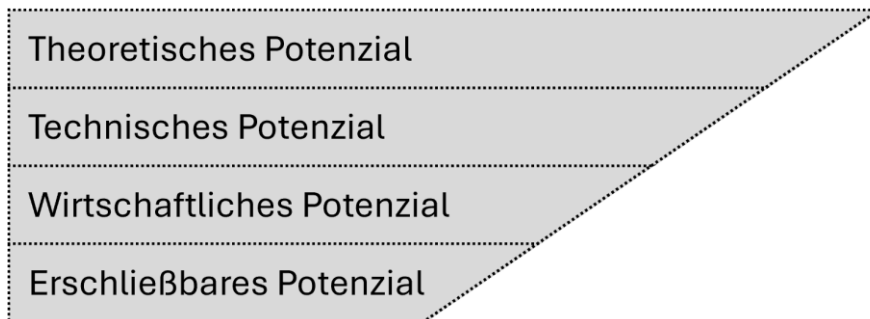 Theoretisches Potenzial
Technisches Potenzial
Wirtschaftliches Potenzial
Erschließbares Potenzial